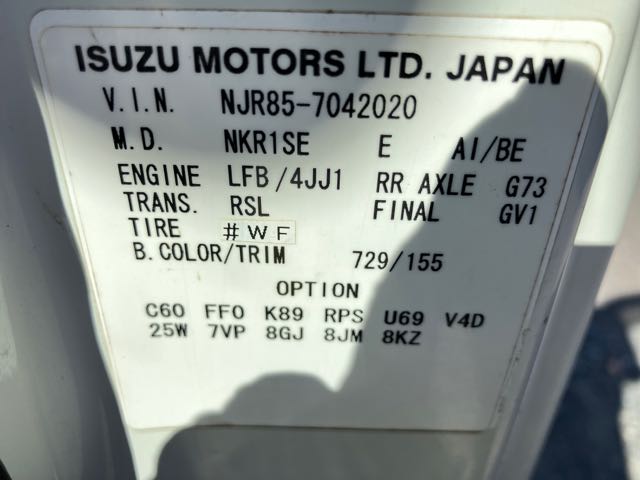 ISUZU MOTORS LTD. JAPAN
V.I.N. NJR85-7042020
M.D. NKR1SE E AI/BE
ENGINE LFB/4JJ1 RR AXLE G73
TRANS. RSL FINAL GV1
TIRE #WF
B.COLOR/TRIM 729/155
OPTION
C60 FF0 K89 RPS U69 V4D
25W 7VP 8GJ 8JM 8KZ